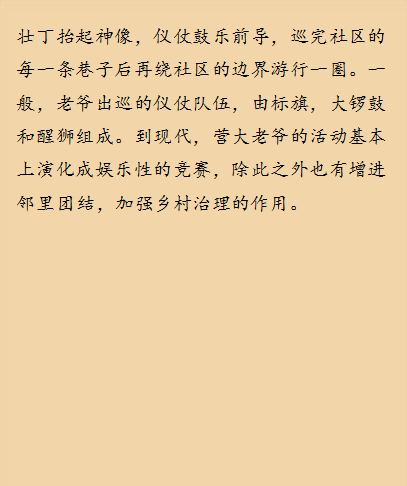 壮丁抬起神像，仪仗鼓乐前导，巡完社区的
每一条巷子后再绕社区的边界游行一圈。一
般，老爷出巡的仪仗队伍，由标旗，大锣鼓
和醒狮组成。到现代，营大老爷的活动基本
上演化成娱乐性的竞赛，除此之外也有增进
邻里团结，加强乡村治理的作用。